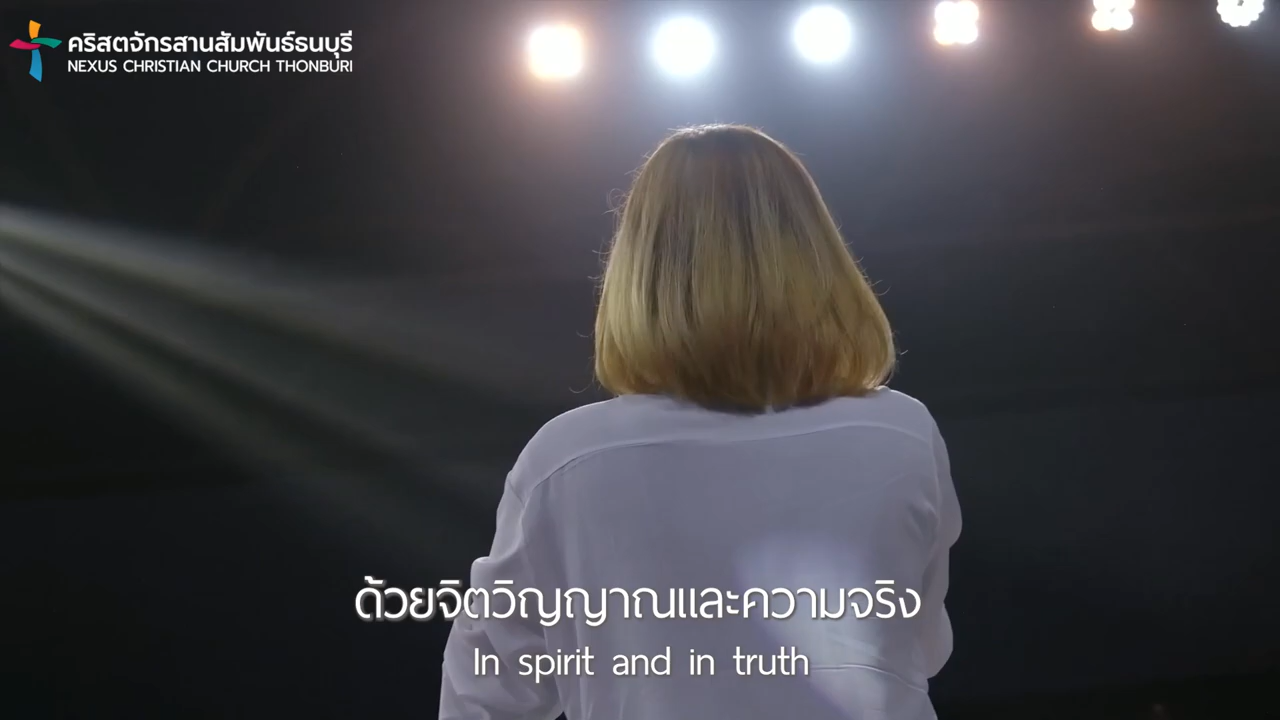 คริสตจักรสานสัมพันธ์ธนบุรี
NEXUS CHRISTIAN CHURCH THONBURI
ด้วยจิตวิญญาณและความจริง
In spirit and in truth